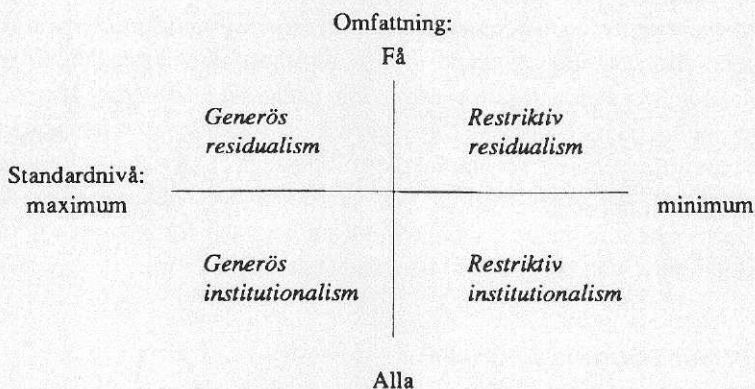 Omfattning:
Få
Generös
residualism
Restriktiv
residualism
Standardnivå:
maximum
minimum
Generös
institutionalism
Restriktiv
institutionalism
Alla